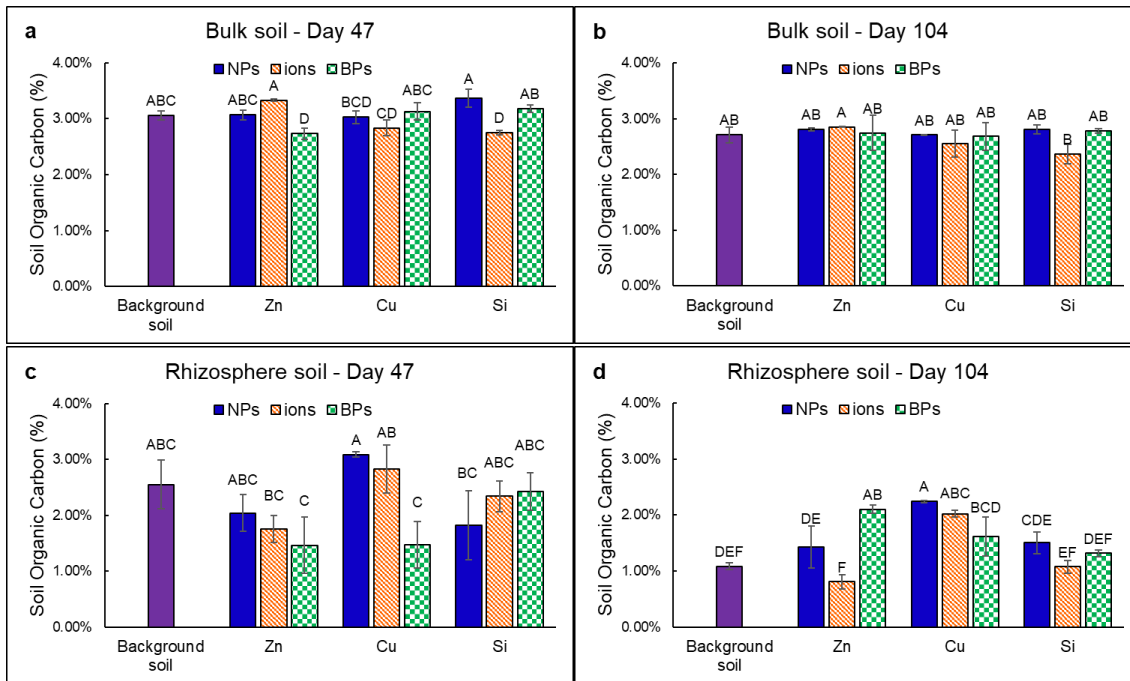 a
Bulk soil - Day 47
4.00%
3.00%
2.00%
1.00%
0.00%
Soil Organic Carbon (%)
NPs ions BPs
ABC ABC A D BCD CD ABC A D AB
Background soil
Zn Cu Si
b
Bulk soil - Day 104
4.00%
3.00%
2.00%
1.00%
0.00%
Soil Organic Carbon (%)
NPs ions BPs
AB AB A AB AB AB AB AB B AB
Background soil
Zn Cu Si
c
Rhizosphere soil - Day 47
4.00%
3.00%
2.00%
1.00%
0.00%
Soil Organic Carbon (%)
NPs ions BPs
ABC ABC BC C A AB C BC ABC ABC
Background soil
Zn Cu Si
d
Rhizosphere soil - Day 104
4.00%
3.00%
2.00%
1.00%
0.00%
Soil Organic Carbon (%)
NPs ions BPs
DEF DE F AB A ABC BCD CDE EF DEF
Background soil
Zn Cu Si